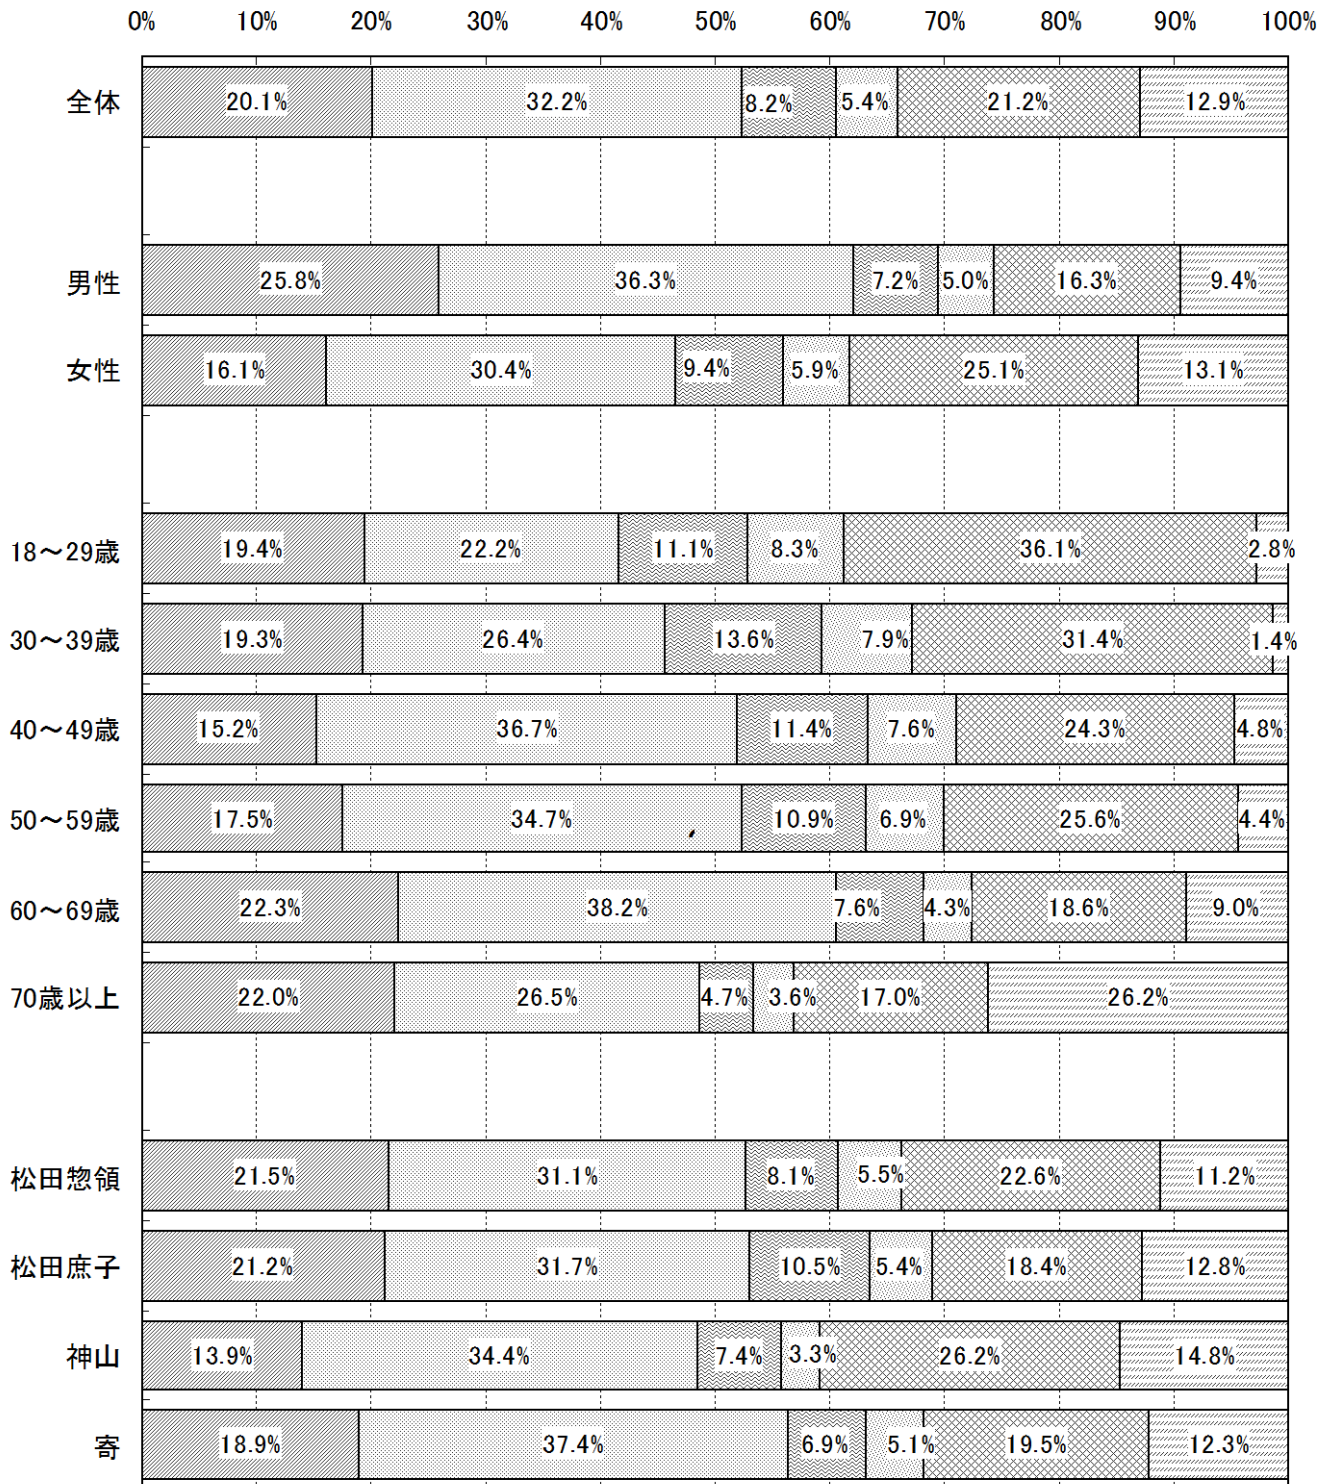 0% 10% 20% 30% 40% 50% 60% 70% 80% 90% 100%
全体 20.1% 32.2% 8.2% 5.4% 21.2% 12.9%
男性 25.8% 36.3% 7.2% 5.0% 16.3% 9.4%
女性 16.1% 30.4% 9.4% 5.9% 25.1% 13.1%
18～29歳 19.4% 22.2% 11.1% 8.3% 36.1% 2.8%
30～39歳 19.3% 26.4% 13.6% 7.9% 31.4% 1.4%
40～49歳 15.2% 36.7% 11.4% 7.6% 24.3% 4.8%
50～59歳 17.5% 34.7% 10.9% 6.9% 25.6% 4.4%
60～69歳 22.3% 38.2% 7.6% 4.3% 18.6% 9.0%
70歳以上 22.0% 26.5% 4.7% 3.6% 17.0% 26.2%
松田惣領 21.5% 31.1% 8.1% 5.5% 22.6% 11.2%
松田庶子 21.2% 31.7% 10.5% 5.4% 18.4% 12.8%
神山 13.9% 34.4% 7.4% 3.3% 26.2% 14.8%
寄 18.9% 37.4% 6.9% 5.1% 19.5% 12.3%